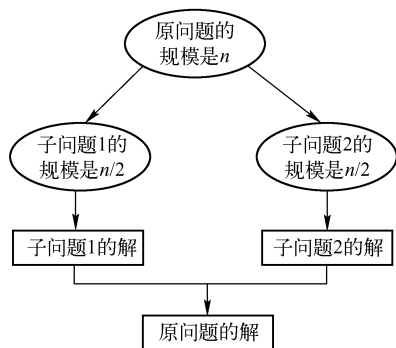 原问题的
规模是n
子问题1的
规模是n/2
子问题2的
规模是n/2
子问题1的解
子问题2的解
原问题的解